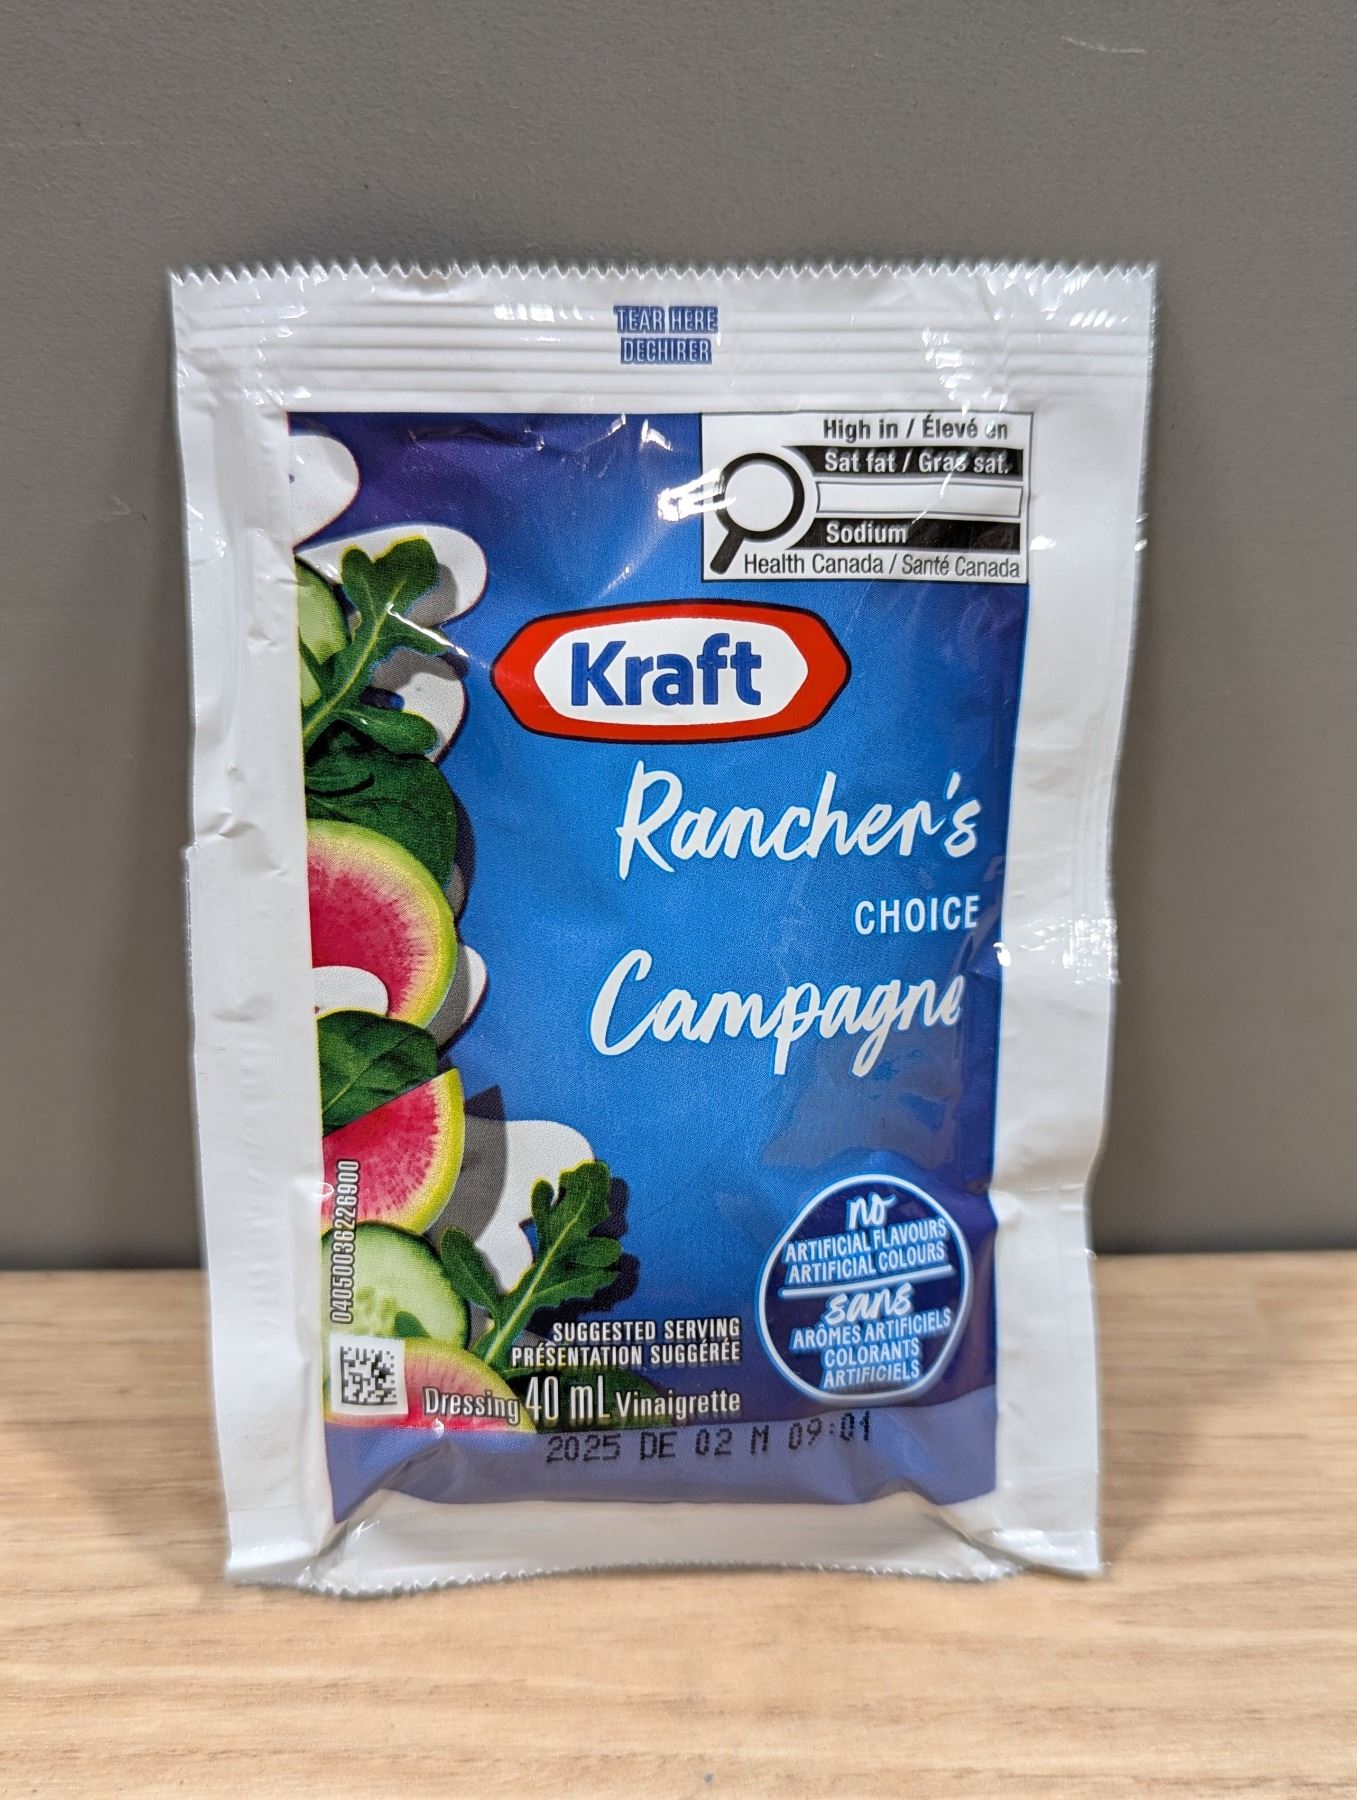 TEAR HERE
DECHIRER
High in / Élevé en
Sat fat / Gras sat.
Sodium
Health Canada / Santé Canada
Kraft
Rancher's
CHOICE
Campagne
no
ARTIFICIAL FLAVOURS
ARTIFICIAL COLOURS
sans
ARÔMES ARTIFICIELS
COLORANTS
ARTIFICIELS
04050036226900
SUGGESTED SERVING
PRÉSENTATION SUGGÉRÉE
Dressing 40 mL Vinaigrette
2025 DE 02 M 09:01